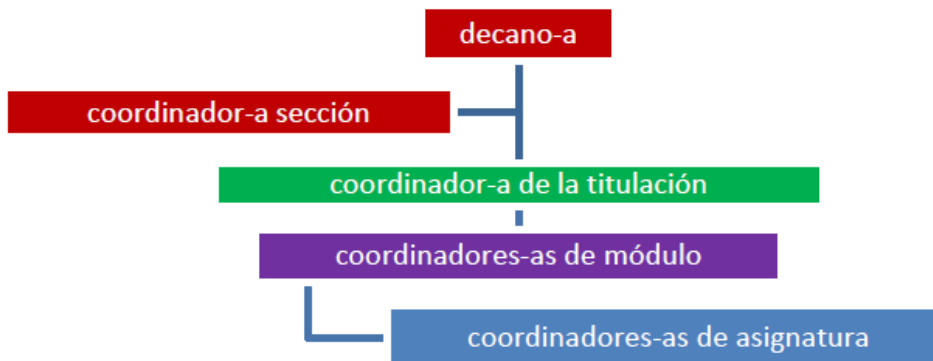 decano-a
coordinador-a sección
coordinador-a de la titulación
coordinadores-as de módulo
coordinadores-as de asignatura